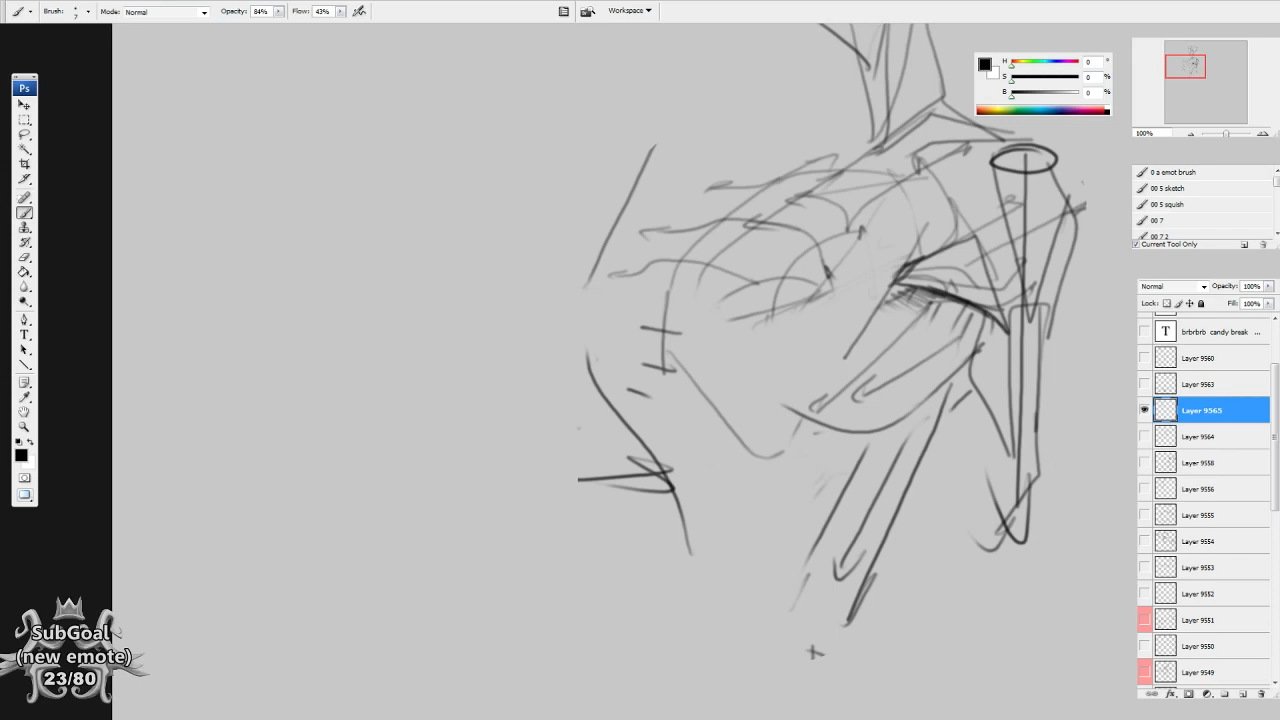 Brush:
7
Mode: Normal
Opacity: 84%
Flow: 43%
Workspace
Ps
H 0 °
S 0 %
B 0 %
100%
0 a emot brush
00 5 sketch
00 5 squish
00 7
00 7 2
Current Tool Only
Normal
Opacity: 100%
Lock:
Fill: 100%
T brbrbrb candy break ...
Layer 9560
Layer 9563
Layer 9565
Layer 9564
Layer 9558
Layer 9556
Layer 9555
Layer 9554
Layer 9553
Layer 9552
Layer 9551
Layer 9550
Layer 9549
SubGoal
(new emote)
23/80